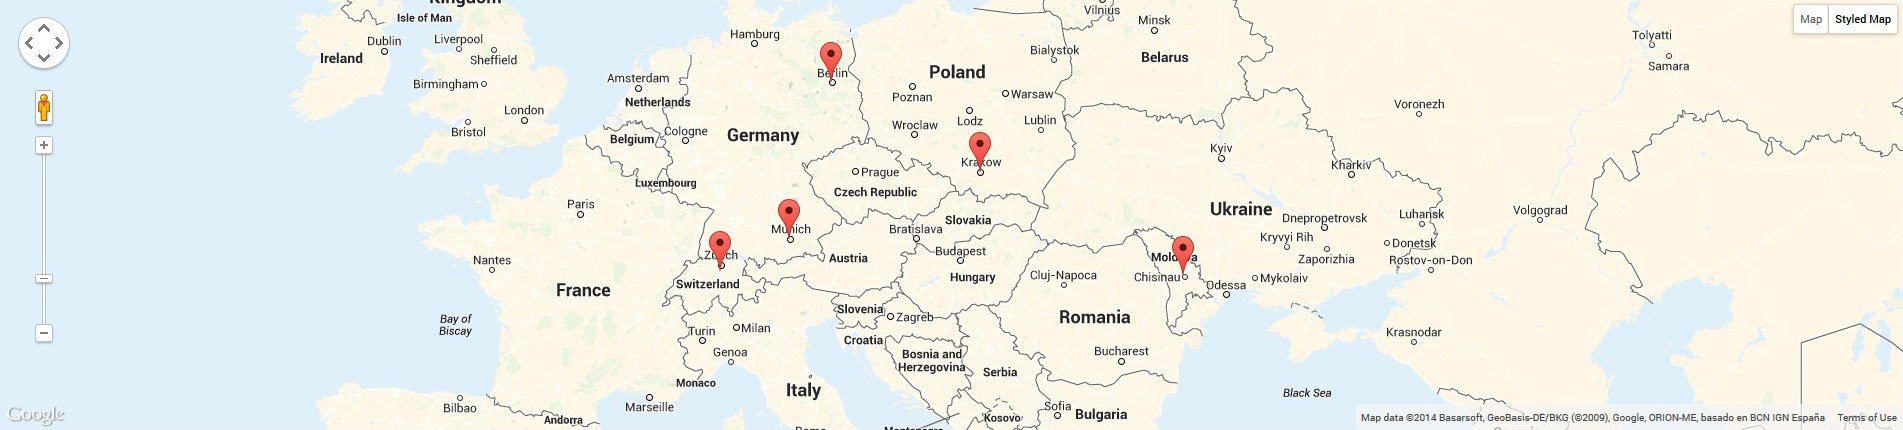 Kingdom
Isle of Man
Dublin
Ireland
Liverpool
Sheffield
Birmingham
London
Bristol
Amsterdam
Netherlands
Belgium
Luxembourg
Hamburg
Berlin
Cologne
Germany
Munich
Zurich
Switzerland
Paris
Nantes
France
Bay of
Biscay
Bilbao
Andorra
Marseille
Monaco
Turin
Milan
Genoa
Italy
Rome
Poland
Poznan
Warsaw
Lodz
Wroclaw
Lublin
Bialystok
Krakow
Prague
Czech Republic
Slovakia
Bratislava
Austria
Budapest
Hungary
Slovenia
Zagreb
Croatia
Bosnia and
Herzegovina
Serbia
Montenegro
Kosovo
Sofia
Bulgaria
Vilnius
Minsk
Belarus
Kyiv
Kharkiv
Ukraine
Dnepropetrovsk
Luhansk
Kryvyi Rih
Donetsk
Zaporizhia
Rostov-on-Don
Moldova
Chisinau
Odessa
Mykolaiv
Cluj-Napoca
Romania
Bucharest
Black Sea
Krasnodar
Volgograd
Voronezh
Tolyatti
Samara
Map
Styled Map
Google
Map data ©2014 Basarsoft, GeoBasis-DE/BKG (©2009), Google, ORION-ME, basado en BCN IGN España
Terms of Use